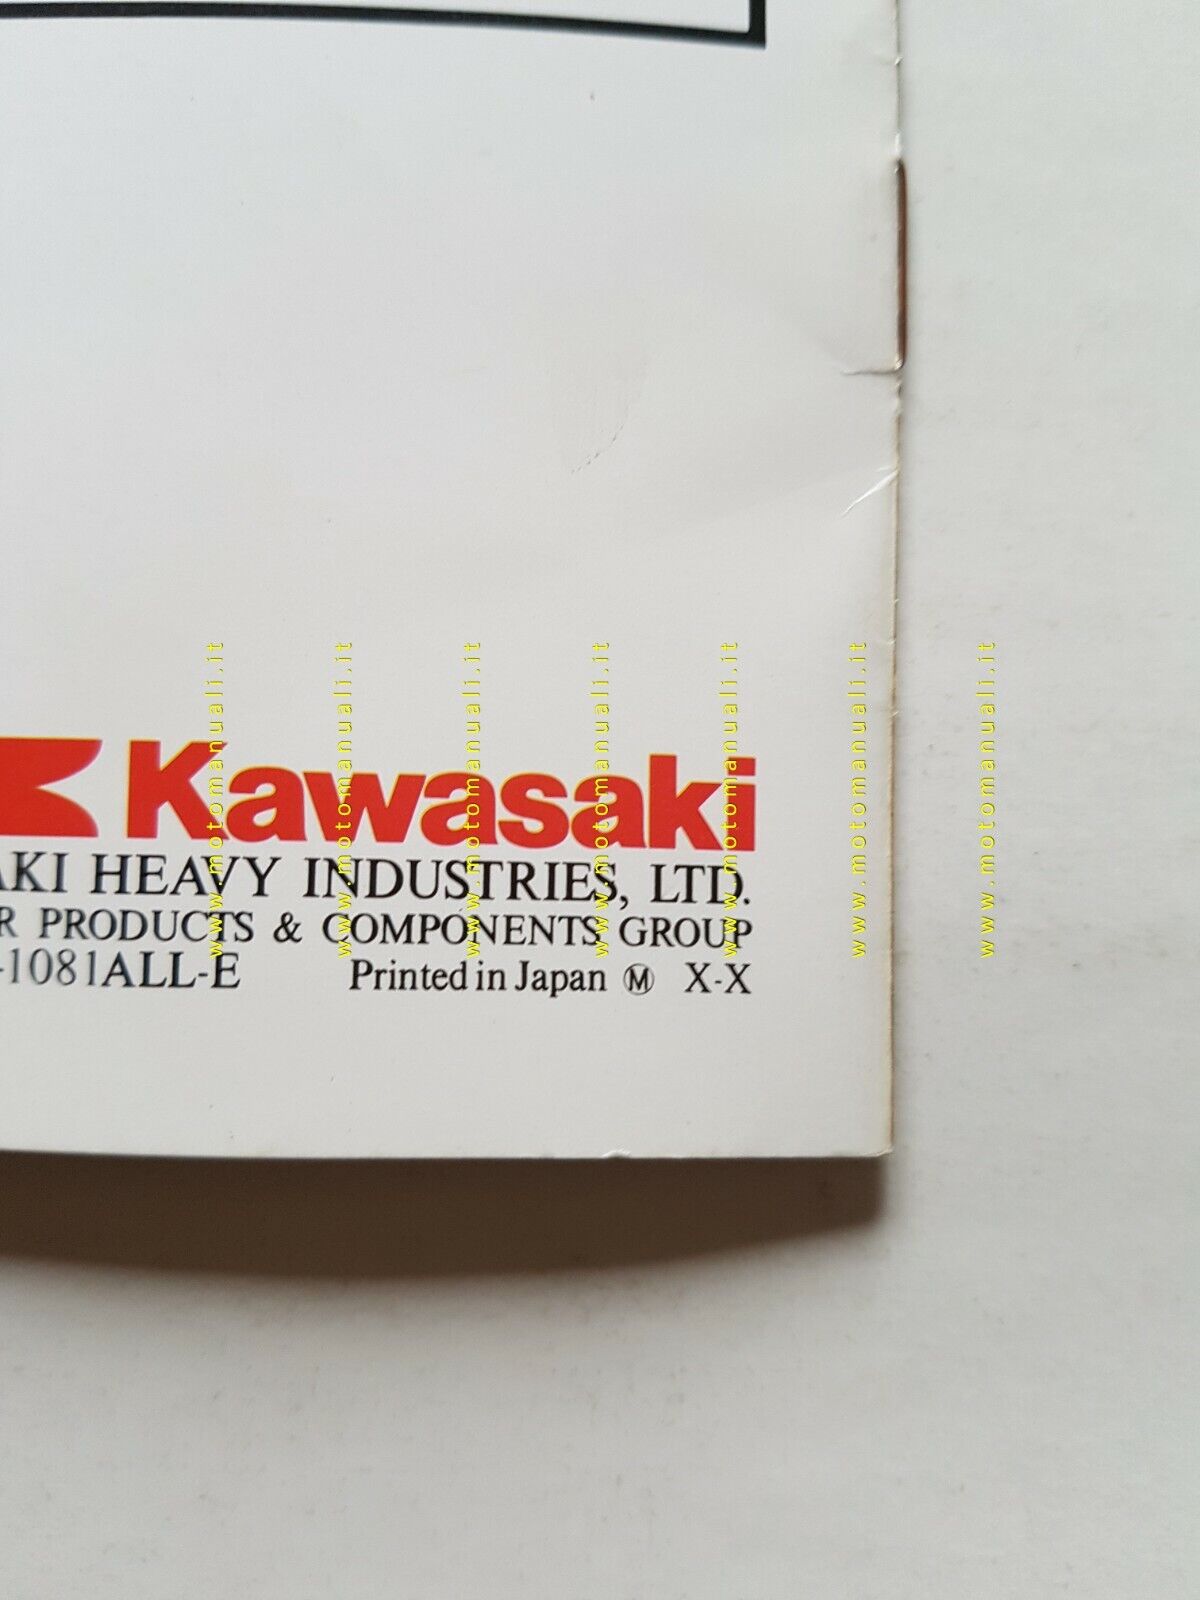 Kawasaki
AKI HEAVY INDUSTRIES, LTD.
R PRODUCTS & COMPONENTS GROUP
-1081ALL-E Printed in Japan Ⓜ X-X
www.motomanuali.it
www.motomanuali.it
www.motomanuali.it
www.motomanuali.it
www.motomanuali.it
www.motomanuali.it
www.motomanuali.it